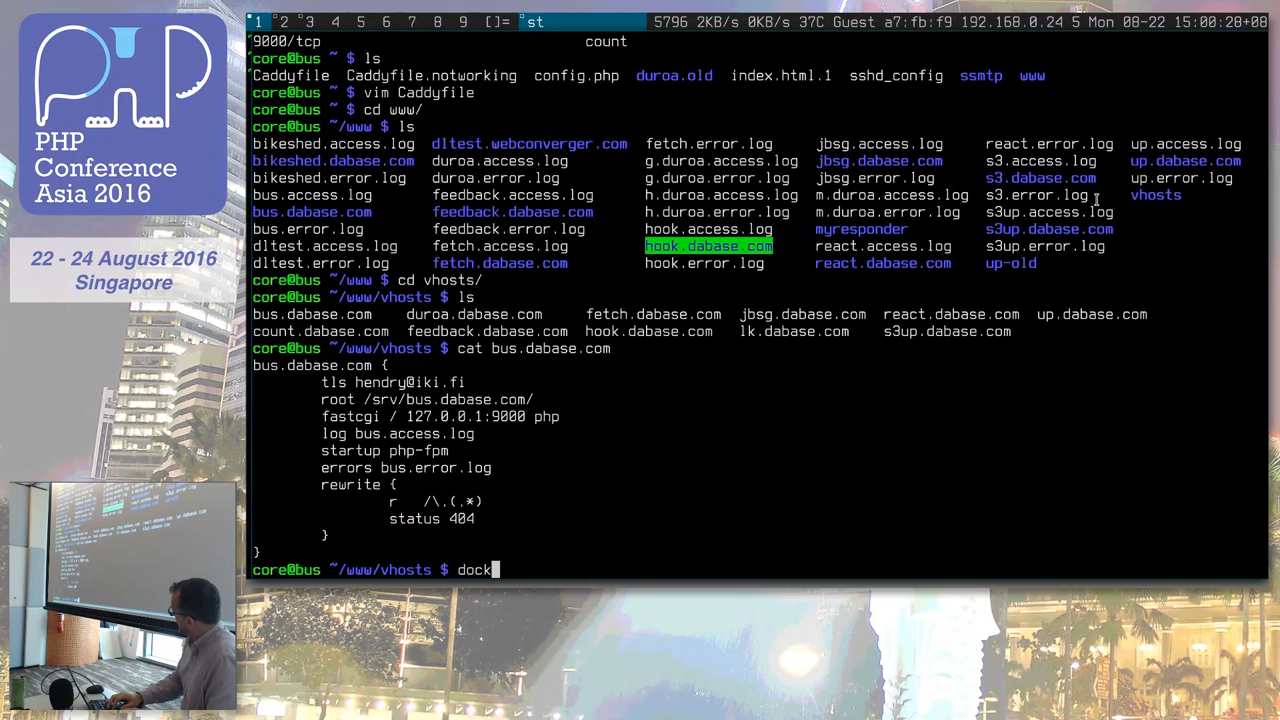 PHP
Conference
Asia 2016
22 - 24 August 2016
Singapore
1 2 3 4 5 6 7 8 9 []= st 5796 2KB/s 0KB/s 37C Guest a7:fb:f9 192.168.0.24 5 Mon 08-22 15:00:28+08
9000/tcp count
core@bus ~ $ ls
Caddyfile Caddyfile.notworking config.php duroa.old index.html.1 sshd_config ssmtp www
core@bus ~ $ vim Caddyfile
core@bus ~ $ cd www/
core@bus ~/www $ ls
bikeshed.access.log dltest.webconverger.com fetch.error.log jbsg.access.log react.error.log up.access.log
bikeshed.dabase.com duroa.access.log g.duroa.access.log jbsg.dabase.com s3.access.log up.dabase.com
bikeshed.error.log duroa.error.log g.duroa.error.log jbsg.error.log s3.dabase.com up.error.log
bus.access.log feedback.access.log h.duroa.access.log m.duroa.access.log s3.error.log vhosts
bus.dabase.com feedback.dabase.com h.duroa.error.log m.duroa.error.log s3up.access.log
bus.error.log feedback.error.log hook.access.log myresponder s3up.dabase.com
dltest.access.log fetch.access.log hook.dabase.com react.access.log s3up.error.log
dltest.error.log fetch.dabase.com hook.error.log react.dabase.com up-old
core@bus ~/www $ cd vhosts/
core@bus ~/www/vhosts $ ls
bus.dabase.com duroa.dabase.com fetch.dabase.com jbsg.dabase.com react.dabase.com up.dabase.com
count.dabase.com feedback.dabase.com hook.dabase.com lk.dabase.com s3up.dabase.com
core@bus ~/www/vhosts $ cat bus.dabase.com
bus.dabase.com {
tls hendry@iki.fi
root /srv/bus.dabase.com/
fastcgi / 127.0.0.1:9000 php
log bus.access.log
startup php-fpm
errors bus.error.log
rewrite {
r /\.(.*)
status 404
}
}
core@bus ~/www/vhosts $ dock